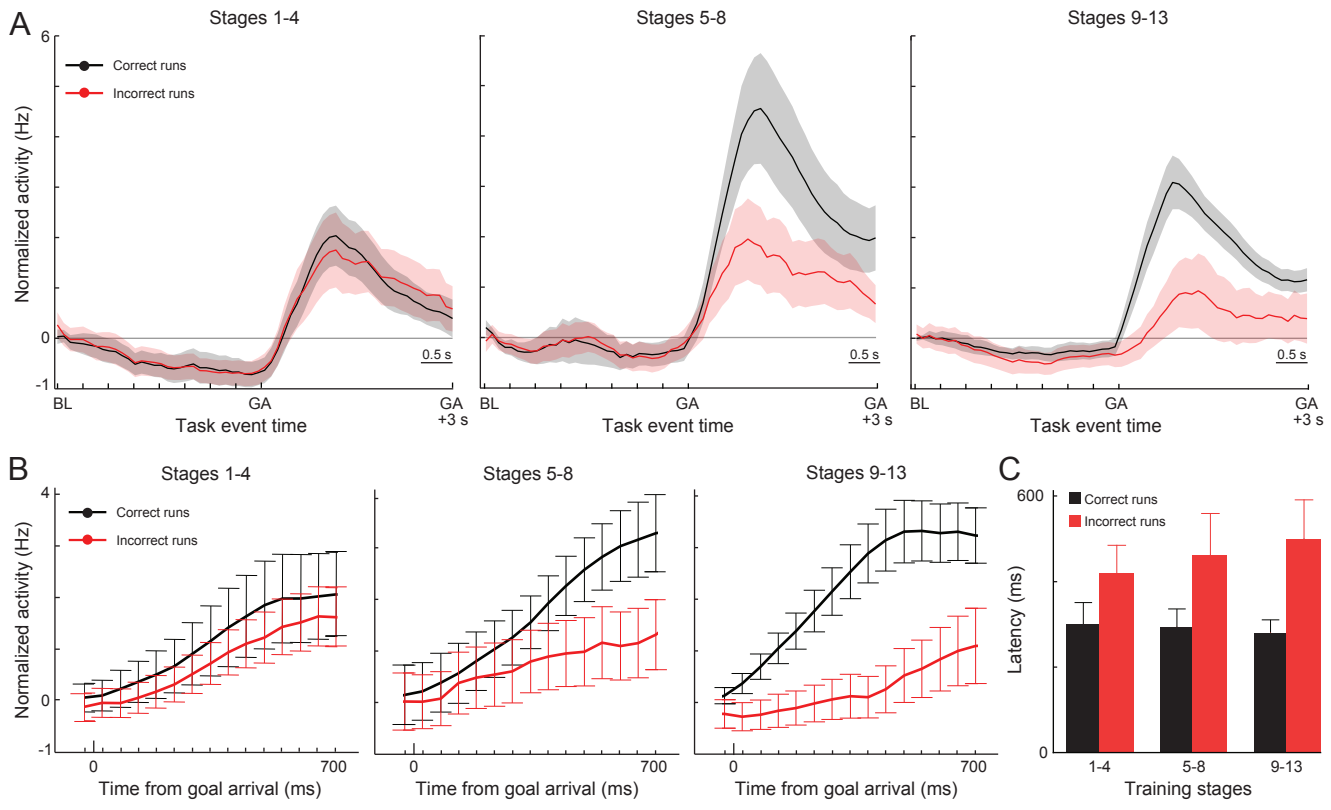 A
Stages 1-4
Stages 5-8
Stages 9-13
6
Correct runs
Incorrect runs
Normalized activity (Hz)
0
-1
0.5 s
0.5 s
0.5 s
BL
GA
GA
+3 s
BL
GA
GA
+3 s
BL
GA
GA
+3 s
Task event time
Task event time
Task event time
B
Stages 1-4
Stages 5-8
Stages 9-13
4
Correct runs
Incorrect runs
Normalized activity (Hz)
0
-1
0
700
0
700
0
700
Time from goal arrival (ms)
Time from goal arrival (ms)
Time from goal arrival (ms)
C
600
Correct runs
Incorrect runs
Latency (ms)
0
1-4
5-8
9-13
Training stages